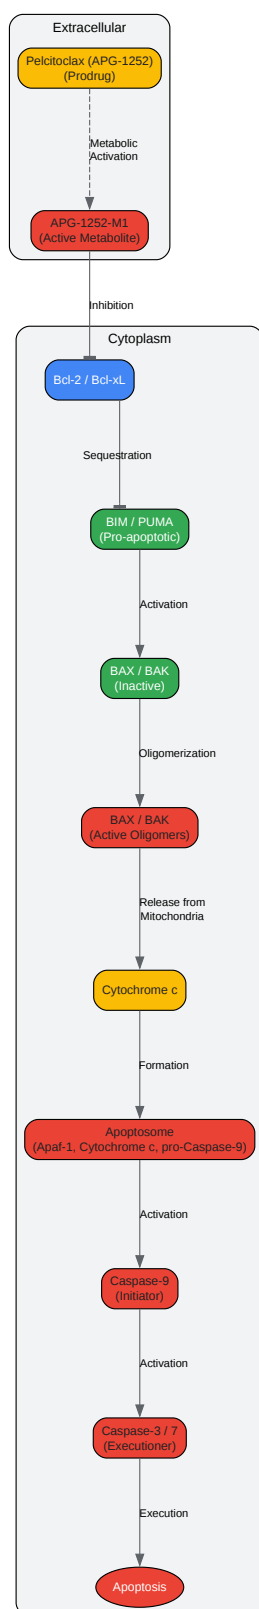 Extracellular
Pelcitoclax (APG-1252)
(Prodrug)
Metabolic
Activation
APG-1252-M1
(Active Metabolite)
Inhibition
Cytoplasm
Bcl-2 / Bcl-xL
Sequestration
BIM / PUMA
(Pro-apoptotic)
Activation
BAX / BAK
(Inactive)
Oligomerization
BAX / BAK
(Active Oligomers)
Release from
Mitochondria
Cytochrome c
Formation
Apoptosome
(Apaf-1, Cytochrome c, pro-Caspase-9)
Activation
Caspase-9
(Initiator)
Activation
Caspase-3 / 7
(Executioner)
Execution
Apoptosis